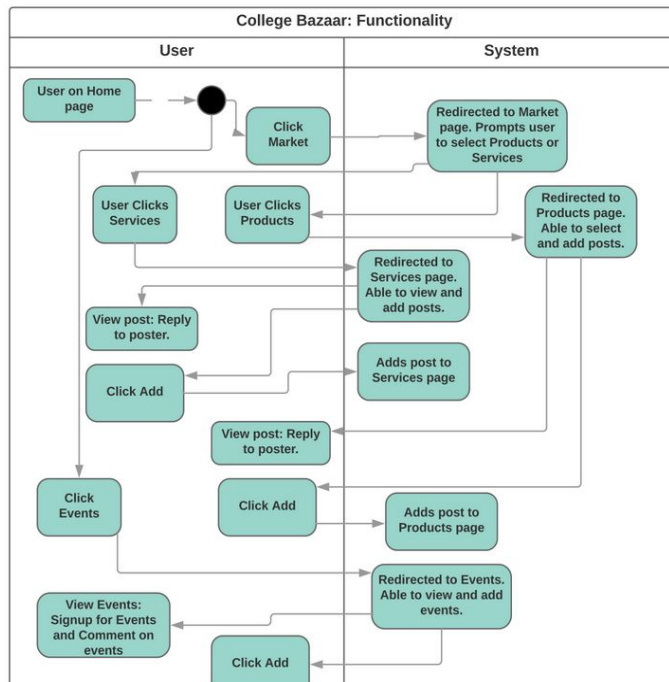 College Bazaar: Functionality
User
System
User on Home
page
Click
Market
Redirected to Market
page. Prompts user
to select Products or
Services
User Clicks
Services
User Clicks
Products
Redirected to
Products page.
Able to select
and add posts.
Redirected to
Services page.
Able to view and
add posts.
View post: Reply
to poster.
Click Add
Adds post to
Services page
View post: Reply
to poster.
Click
Events
Click Add
Adds post to
Products page
Redirected to Events.
Able to view and add
events.
View Events:
Signup for Events
and Comment on
events
Click Add